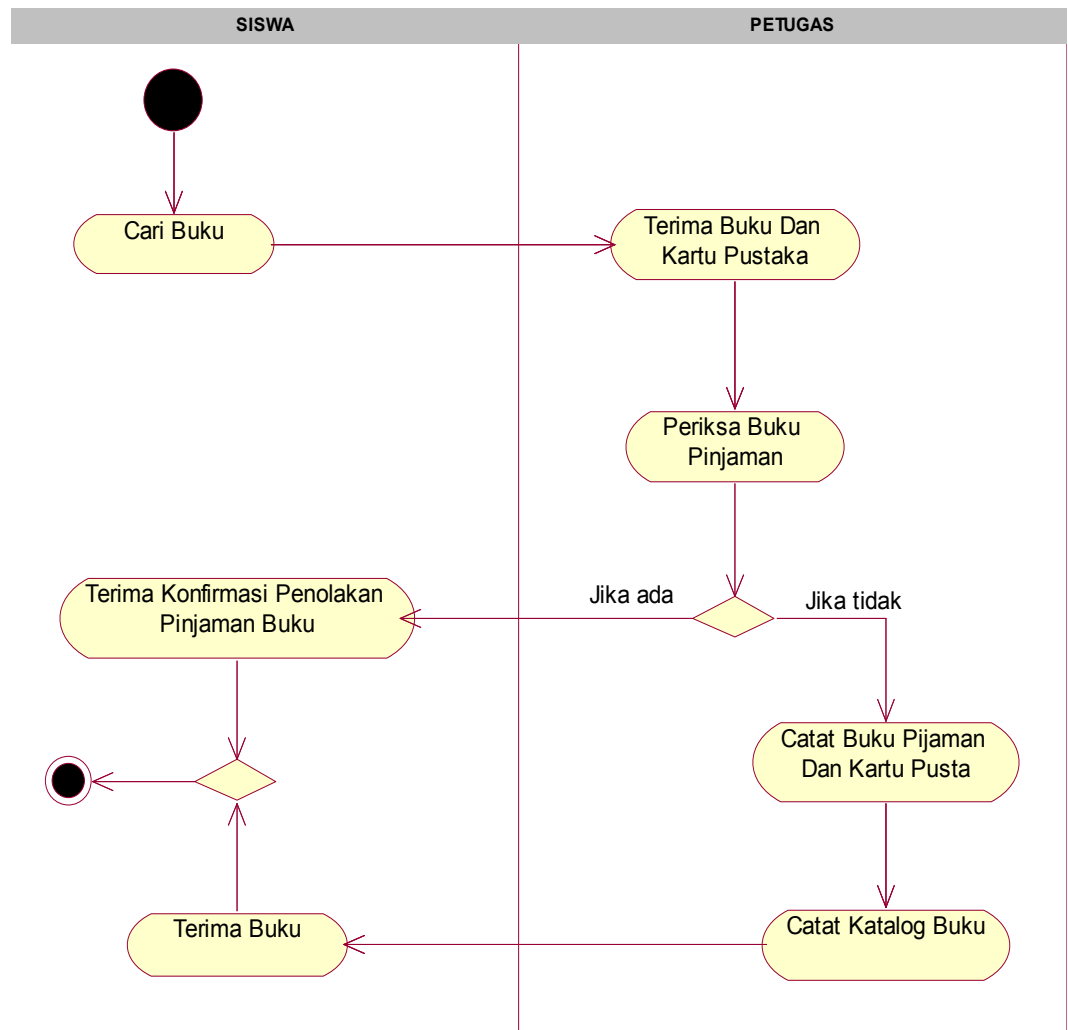 SISWA
PETUGAS
Cari Buku
Terima Buku Dan
Kartu Pustaka
Periksa Buku
Pinjaman
Jika ada
Jika tidak
Terima Konfirmasi Penolakan
Pinjaman Buku
Catat Buku Pijaman
Dan Kartu Pusta
Catat Katalog Buku
Terima Buku